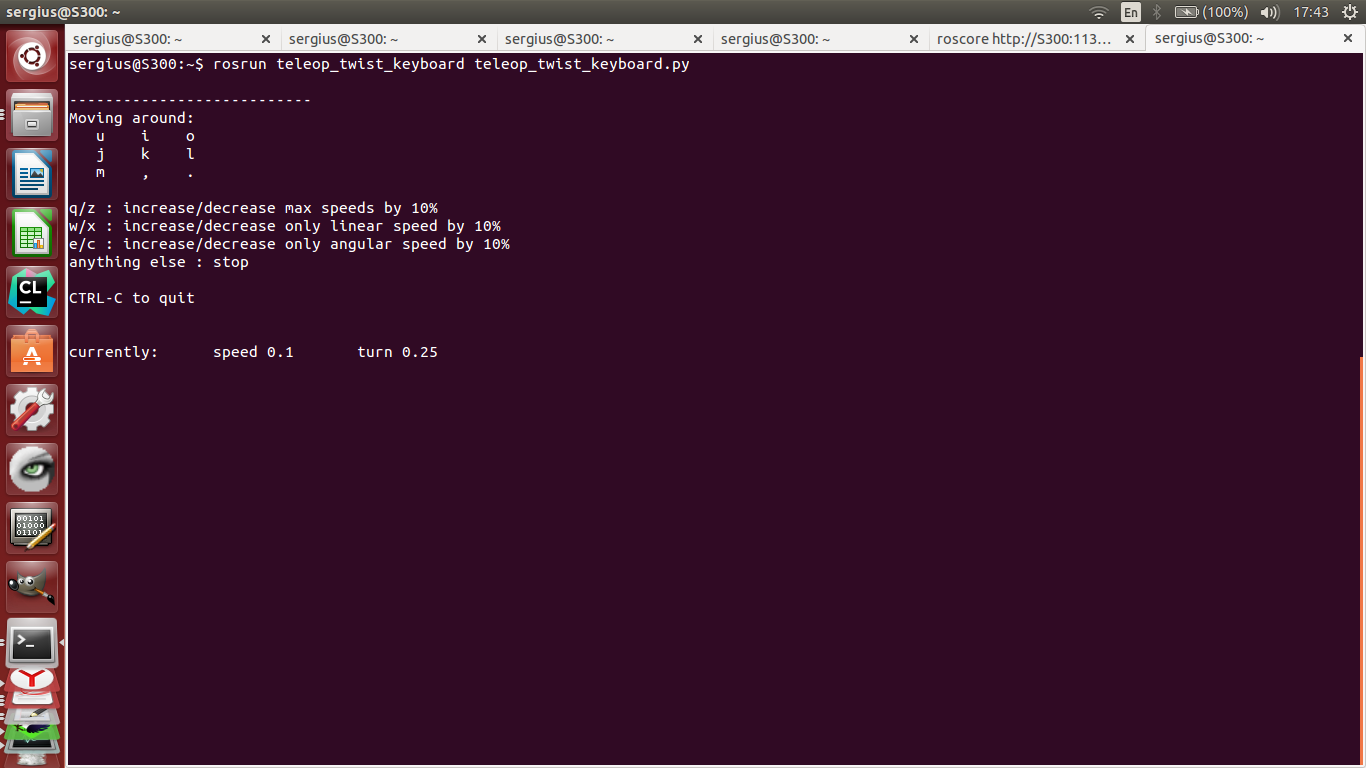 sergius@S300: ~
En
(100%)
17:43
sergius@S300: ~ sergius@S300: ~ sergius@S300: ~ sergius@S300: ~ roscore http://S300:113... sergius@S300: ~
sergius@S300:~$ rosrun teleop_twist_keyboard teleop_twist_keyboard.py
---------------------------
Moving around:
u i o
j k l
m , .
q/z : increase/decrease max speeds by 10%
w/x : increase/decrease only linear speed by 10%
e/c : increase/decrease only angular speed by 10%
anything else : stop
CTRL-C to quit
currently: speed 0.1 turn 0.25
CL
00101
01000
01101
>_